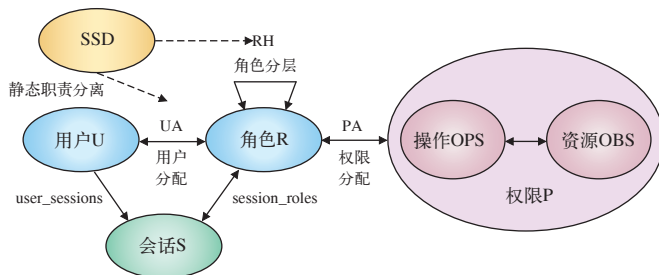 SSD
RH
角色分层
静态职责分离
用户U
UA
用户
分配
角色R
PA
权限
分配
操作OPS
资源OBS
权限P
user_sessions
session_roles
会话S